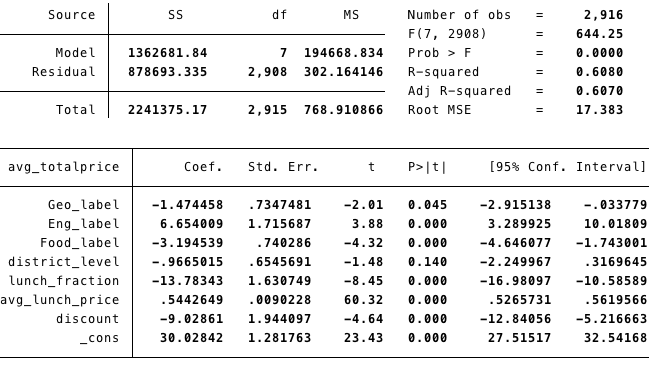 Source SS df MS Number of obs = 2,916
F(7, 2908) = 644.25
Model 1362681.84 7 194668.834 Prob > F = 0.0000
Residual 878693.335 2,908 302.164146 R-squared = 0.6080
Adj R-squared = 0.6070
Total 2241375.17 2,915 768.910866 Root MSE = 17.383
avg_totalprice Coef. Std. Err. t P>|t| [95% Conf. Interval]
Geo_label -1.474458 .7347481 -2.01 0.045 -2.915138 -.033779
Eng_label 6.654009 1.715687 3.88 0.000 3.289925 10.01809
Food_label -3.194539 .740286 -4.32 0.000 -4.646077 -1.743001
district_level -.9665015 .6545691 -1.48 0.140 -2.249967 .3169645
lunch_fraction -13.78343 1.630749 -8.45 0.000 -16.98097 -10.58589
avg_lunch_price .5442649 .0090228 60.32 0.000 .5265731 .5619566
discount -9.02861 1.944097 -4.64 0.000 -12.84056 -5.216663
_cons 30.02842 1.281763 23.43 0.000 27.51517 32.54168